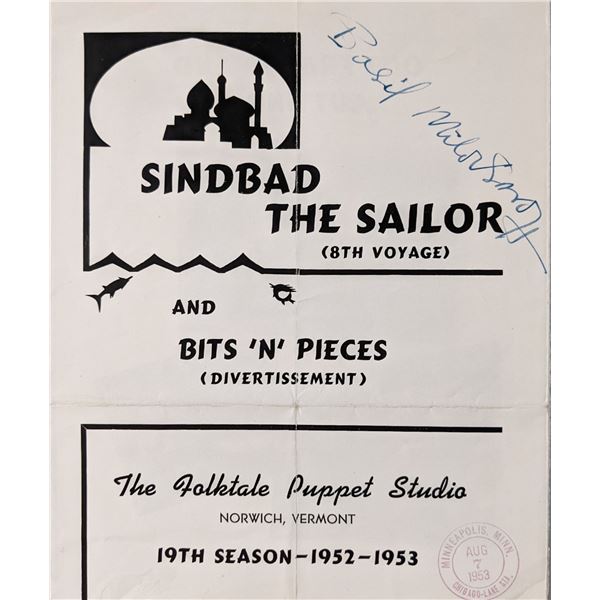 Basil Milovsoroff
SINDBAD
THE SAILOR
(8TH VOYAGE)
AND
BITS 'N' PIECES
(DIVERTISSEMENT)
The Folktale Puppet Studio
NORWICH, VERMONT
19TH SEASON-1952-1953
MINNEAPOLIS, MINN.
AUG
7
1953
CHICAGO-LAKE STA.